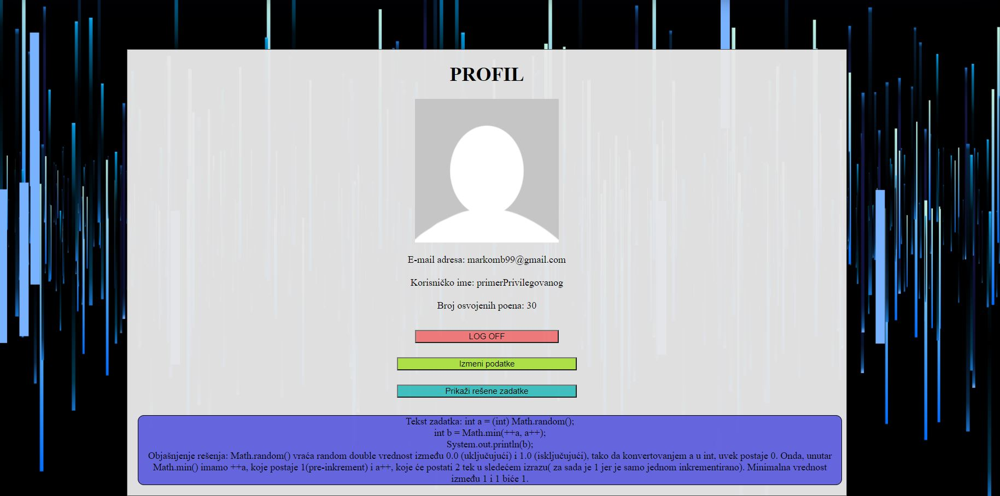 PROFIL
E-mail adresa: markomb99@gmail.com
Korisničko ime: primerPrivilegovanog
Broj osvojenih poena: 30
LOG OFF
Izmeni podatke
Prikaži rešene zadatke
Tekst zadatka: int a = (int) Math.random();
int b = Math.min(++a, a++);
System.out.println(b);
Objašnjenje rešenja: Math.random() vraća random double vrednost između 0.0 (uključujući) i 1.0 (isključujući), tako da konvertovanjem a u int, uvek postaje 0. Onda, unutar
Math.min() imamo ++a, koje postaje 1(pre-inkrement) i a++, koje će postati 2 tek u sledećem izrazu( za sada je 1 jer je samo jednom inkrementirano). Minimalna vrednost
između 1 i 1 biće 1.